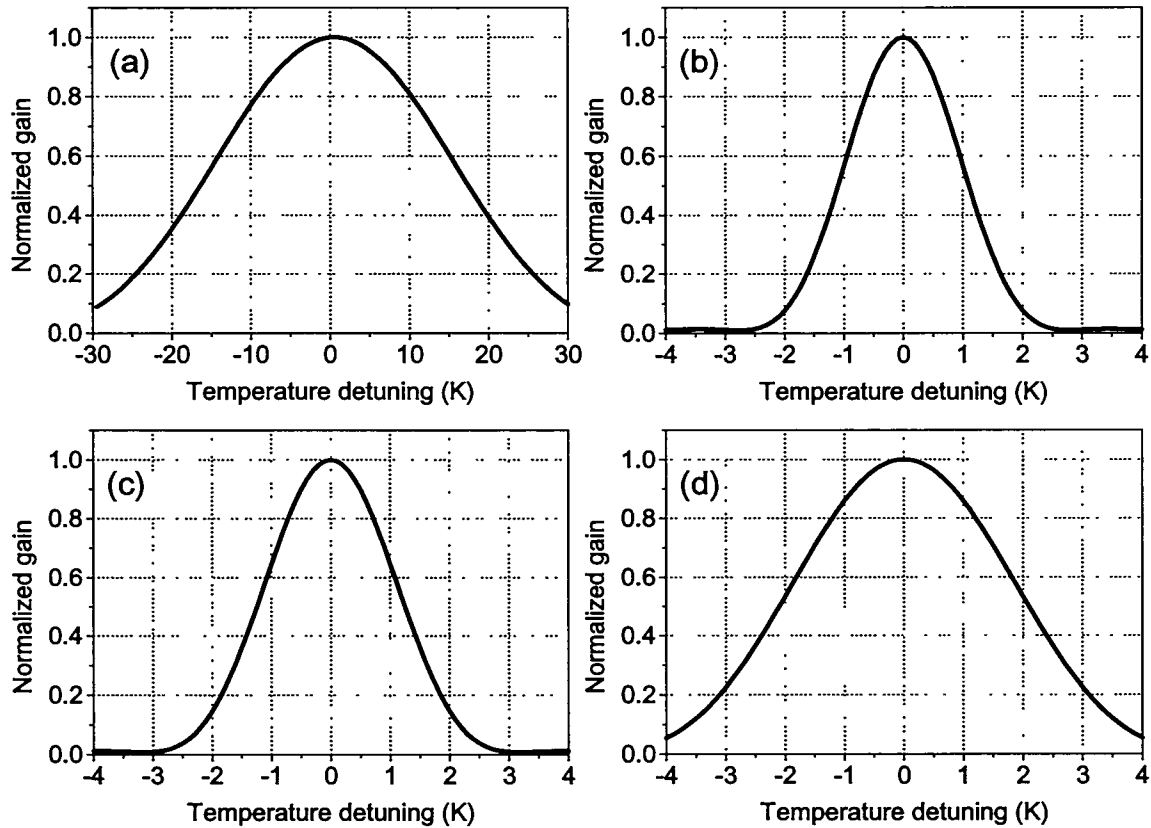 (a)
Normalized gain
1.0
0.8
0.6
0.4
0.2
0.0
-30 -20 -10 0 10 20 30
Temperature detuning (K)
(b)
Normalized gain
1.0
0.8
0.6
0.4
0.2
0.0
-4 -3 -2 -1 0 1 2 3 4
Temperature detuning (K)
(c)
Normalized gain
1.0
0.8
0.6
0.4
0.2
0.0
-4 -3 -2 -1 0 1 2 3 4
Temperature detuning (K)
(d)
Normalized gain
1.0
0.8
0.6
0.4
0.2
0.0
-4 -3 -2 -1 0 1 2 3 4
Temperature detuning (K)